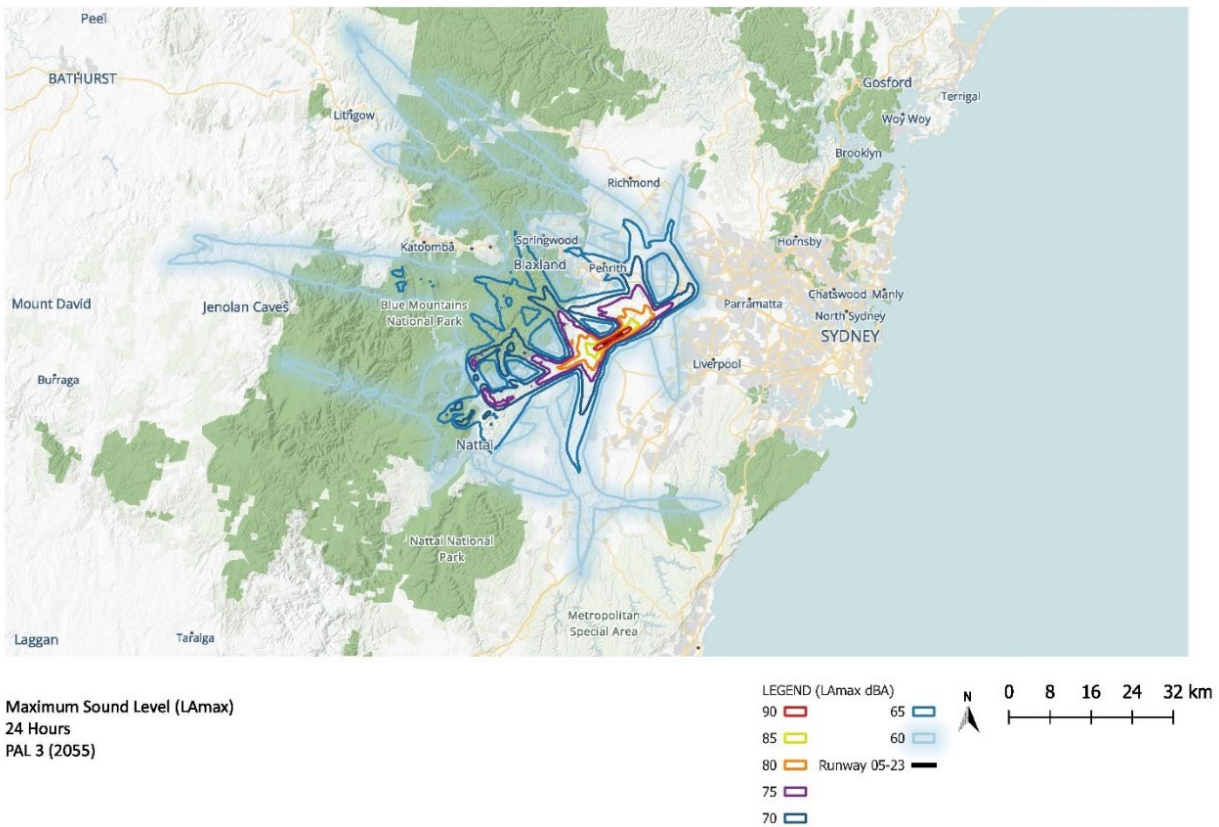 Peel
BATHURST
Gosford
Terrigal
Lithgow
Woy Woy
Brooklyn
Richmond
Katoomba
Springwood
Hornsby
Blaxland
Penrith
Mount David
Jenolan Caves
Blue Mountains
National Park
Parramatta
Chatswood Manly
North Sydney
SYDNEY
Liverpool
Burraga
Nattai
Nattai National
Park
Metropolitan
Special Area
Laggan
Taralga
Maximum Sound Level (LAmax)
24 Hours
PAL 3 (2055)
LEGEND (LAmax dBA)
90 65
85 60
80 Runway 05-23
75
70
N
0 8 16 24 32 km